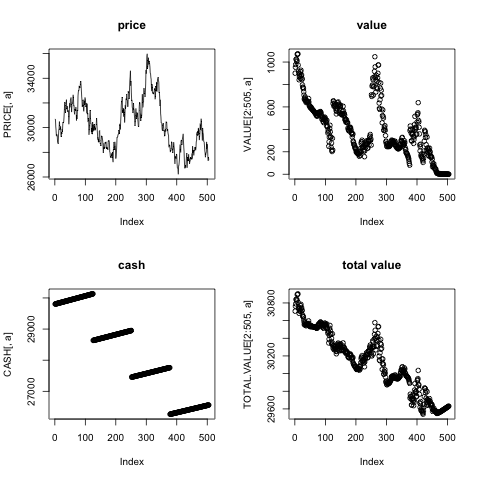 price
PRICE[, a]
26000 30000 34000
0 100 200 300 400 500
Index
value
VALUE[2:505, a]
0 200 600 1000
0 100 200 300 400 500
Index
cash
CASH[, a]
27000 29000
0 100 200 300 400 500
Index
total value
TOTAL.VALUE[2:505, a]
29600 30200 30800
0 100 200 300 400 500
Index